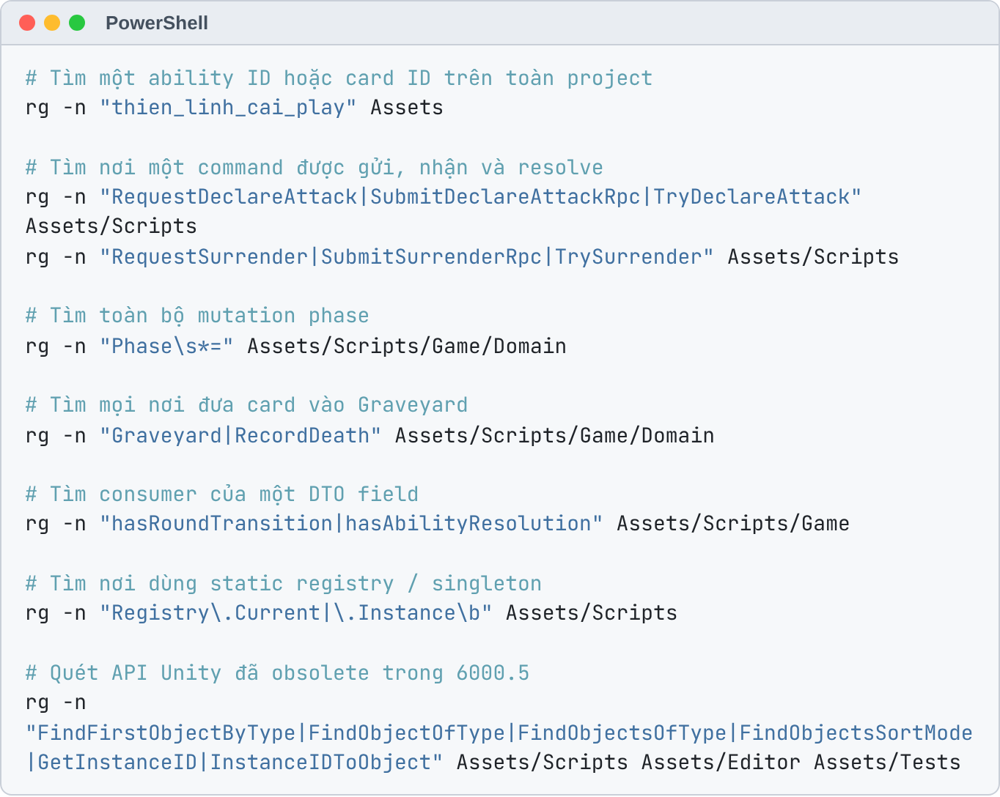 PowerShell
# Tìm một ability ID hoặc card ID trên toàn project
rg -n "thien_linh_cai_play" Assets
# Tìm nơi một command được gửi, nhận và resolve
rg -n "RequestDeclareAttack|SubmitDeclareAttackRpc|TryDeclareAttack"
Assets/Scripts
rg -n "RequestSurrender|SubmitSurrenderRpc|TrySurrender" Assets/Scripts
# Tìm toàn bộ mutation phase
rg -n "Phase\s*=" Assets/Scripts/Game/Domain
# Tìm mọi nơi đưa card vào Graveyard
rg -n "Graveyard|RecordDeath" Assets/Scripts/Game/Domain
# Tìm consumer của một DTO field
rg -n "hasRoundTransition|hasAbilityResolution" Assets/Scripts/Game
# Tìm nơi dùng static registry / singleton
rg -n "Registry\.Current|\.Instance\b" Assets/Scripts
# Quét API Unity đã obsolete trong 6000.5
rg -n
"FindFirstObjectByType|FindObjectOfType|FindObjectsOfType|FindObjectsSortMode
|GetInstanceID|InstanceIDToObject" Assets/Scripts Assets/Editor Assets/Tests